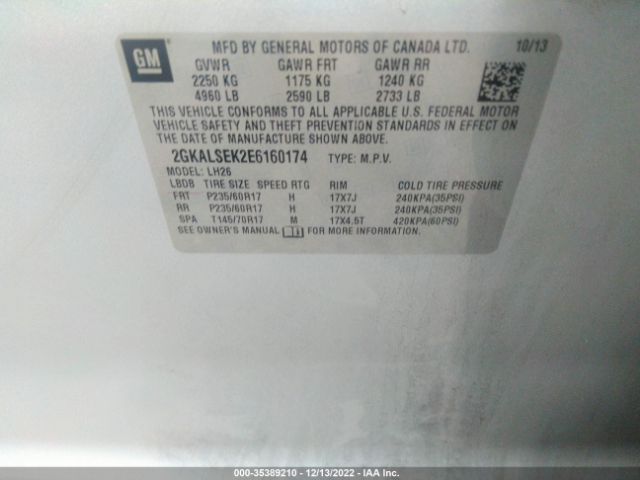 GM
MFD BY GENERAL MOTORS OF CANADA LTD. 10/13
GVWR GAWR FRT GAWR RR
2250 KG 1175 KG 1240 KG
4960 LB 2590 LB 2733 LB
THIS VEHICLE CONFORMS TO ALL APPLICABLE U.S. FEDERAL MOTOR
VEHICLE SAFETY AND THEFT PREVENTION STANDARDS IN EFFECT ON
THE DATE OF MANUFACTURE SHOWN ABOVE.
2GKALSEK2E6160174 TYPE: M.P.V.
MODEL: LH26
LBDB TIRE SIZE SPEED RTG RIM COLD TIRE PRESSURE
FRT P235/60R17 H 17X7J 240KPA(35PSI)
RR P235/60R17 H 17X7J 240KPA(35PSI)
SPA T145/70R17 M 17X4.5T 420KPA(60PSI)
SEE OWNER'S MANUAL FOR MORE INFORMATION.
000-35389210 - 12/13/2022 - IAA Inc.